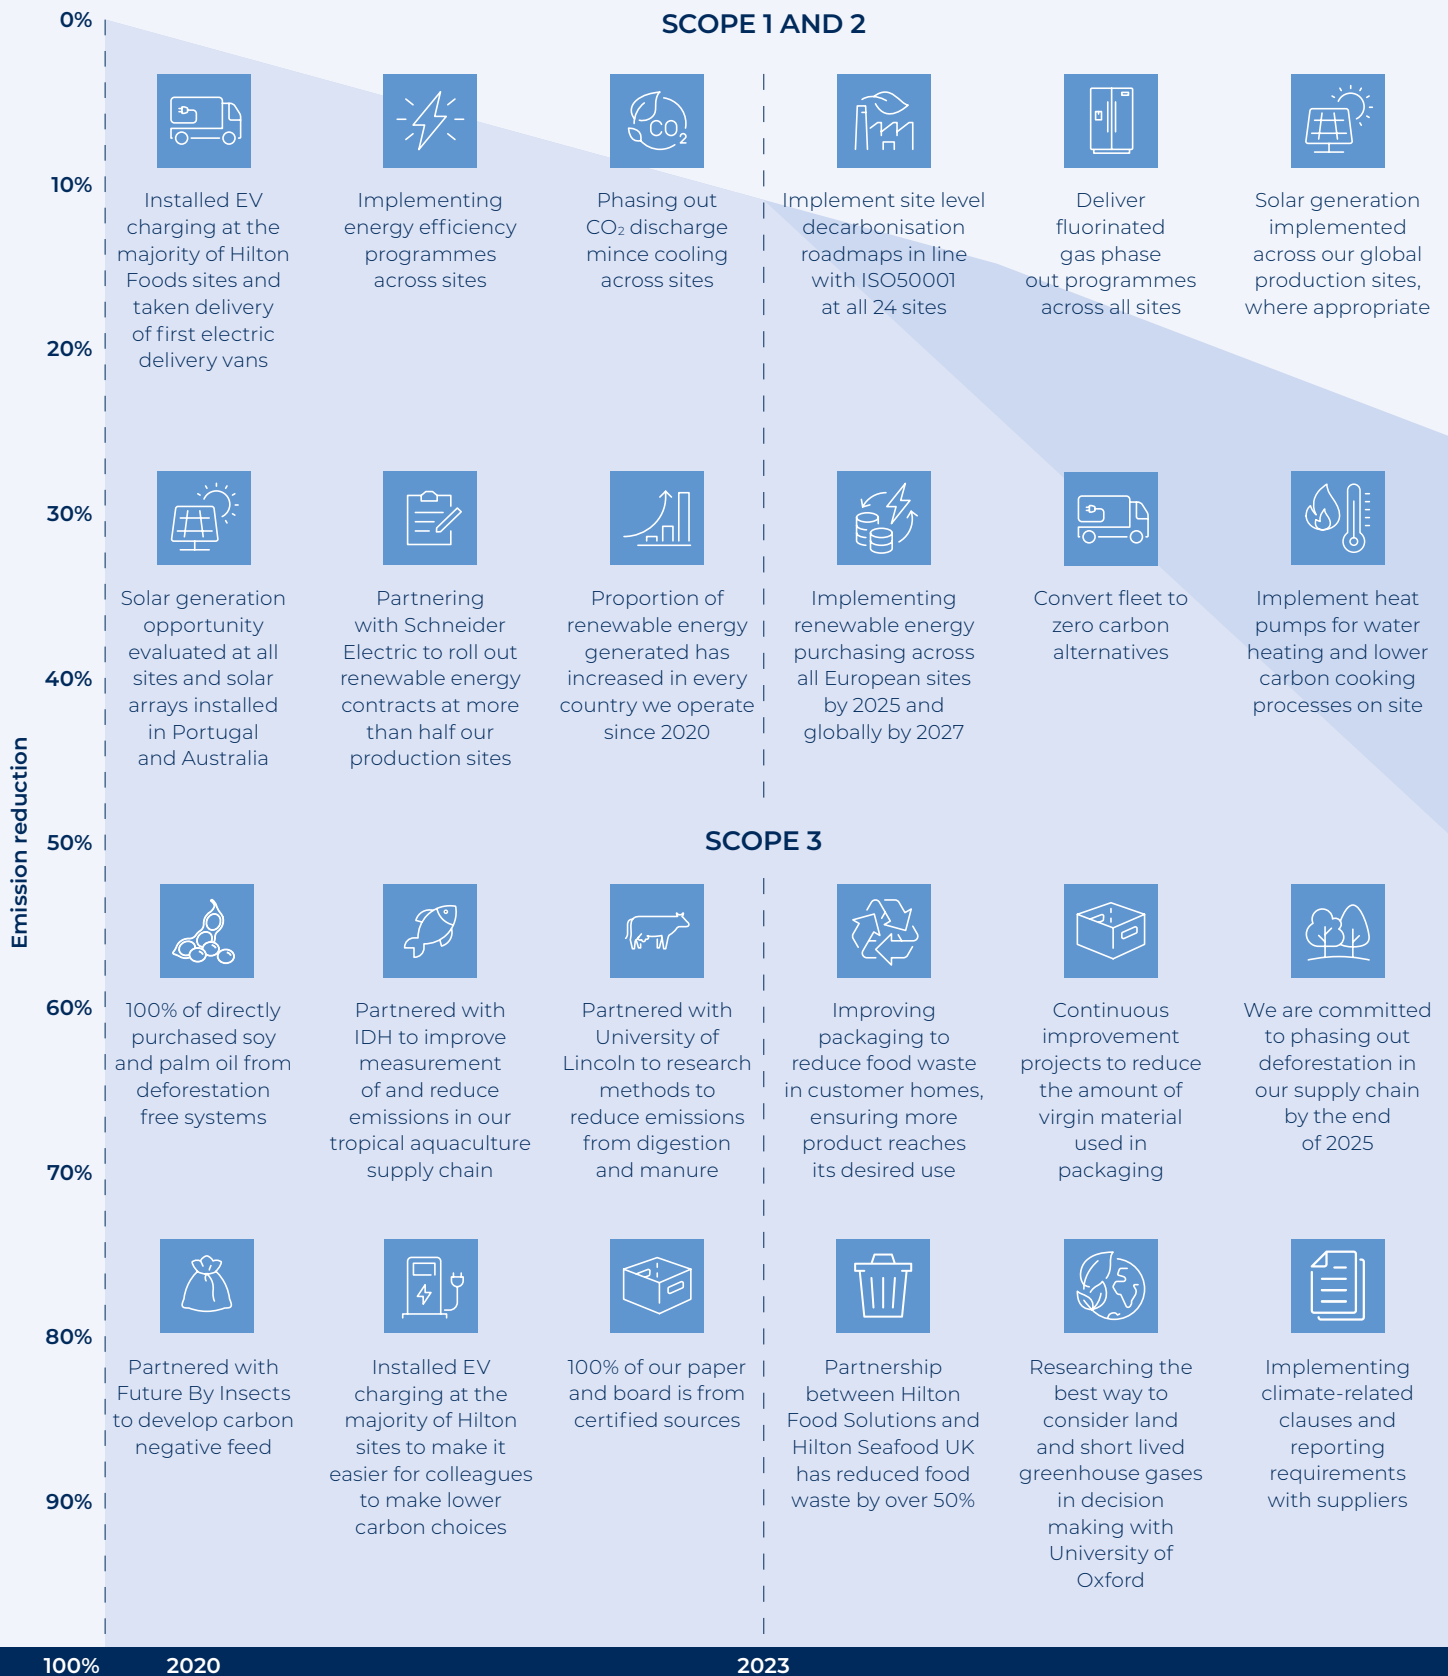 SCOPE 1 AND 2
Installed EV
charging at the
majority of Hilton
Foods sites and
taken delivery
of first electric
delivery vans
Implementing
energy efficiency
programmes
across sites
CO₂
Phasing out
CO₂ discharge
mince cooling
across sites
Implement site level
decarbonisation
roadmaps in line
with ISO50001
at all 24 sites
Deliver
fluorinated
gas phase
out programmes
across all sites
Solar generation
implemented
across our global
production sites,
where appropriate
Solar generation
opportunity
evaluated at all
sites and solar
arrays installed
in Portugal
and Australia
Partnering
with Schneider
Electric to roll out
renewable energy
contracts at more
than half our
production sites
Proportion of
renewable energy
generated has
increased in every
country we operate
since 2020
Implementing
renewable energy
purchasing across
all European sites
by 2025 and
globally by 2027
Convert fleet to
zero carbon
alternatives
Implement heat
pumps for water
heating and lower
carbon cooking
processes on site
SCOPE 3
100% of directly
purchased soy
and palm oil from
deforestation
free systems
Partnered with
IDH to improve
measurement
of and reduce
emissions in our
tropical aquaculture
supply chain
Partnered with
University of
Lincoln to research
methods to
reduce emissions
from digestion
and manure
Improving
packaging to
reduce food waste
in customer homes,
ensuring more
product reaches
its desired use
Continuous
improvement
projects to reduce
the amount of
virgin material
used in
packaging
We are committed
to phasing out
deforestation in
our supply chain
by the end
of 2025
Partnered with
Future By Insects
to develop carbon
negative feed
Installed EV
charging at the
majority of Hilton
sites to make it
easier for colleagues
to make lower
carbon choices
100% of our paper
and board is from
certified sources
Partnership
between Hilton
Food Solutions and
Hilton Seafood UK
has reduced food
waste by over 50%
Researching the
best way to
consider land
and short lived
greenhouse gases
in decision
making with
University of
Oxford
Implementing
climate-related
clauses and
reporting
requirements
with suppliers
Emission reduction
0%
10%
20%
30%
40%
50%
60%
70%
80%
90%
100%
2020
2023